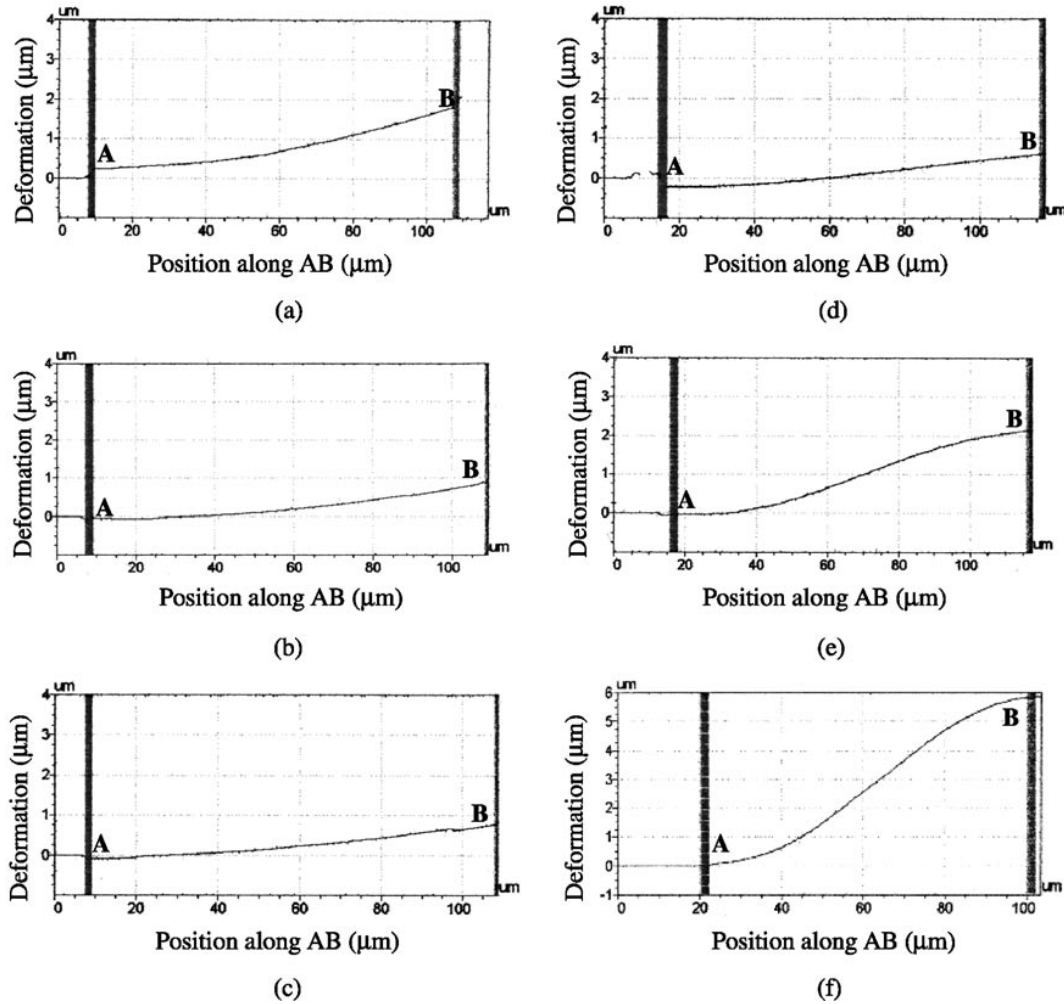 um
4
3
2
1
0
Deformation (μm)
A
B
0 20 40 60 80 100 um
Position along AB (μm)
(a)
um
4
3
2
1
0
Deformation (μm)
A
B
0 20 40 60 80 100 um
Position along AB (μm)
(b)
um
4
3
2
1
0
Deformation (μm)
A
B
0 20 40 60 80 100 um
Position along AB (μm)
(c)
um
4
3
2
1
0
Deformation (μm)
A
B
0 20 40 60 80 100 um
Position along AB (μm)
(d)
um
4
3
2
1
0
Deformation (μm)
A
B
0 20 40 60 80 100 um
Position along AB (μm)
(e)
um
6
5
4
3
2
1
0
-1
Deformation (μm)
A
B
0 20 40 60 80 100 um
Position along AB (μm)
(f)